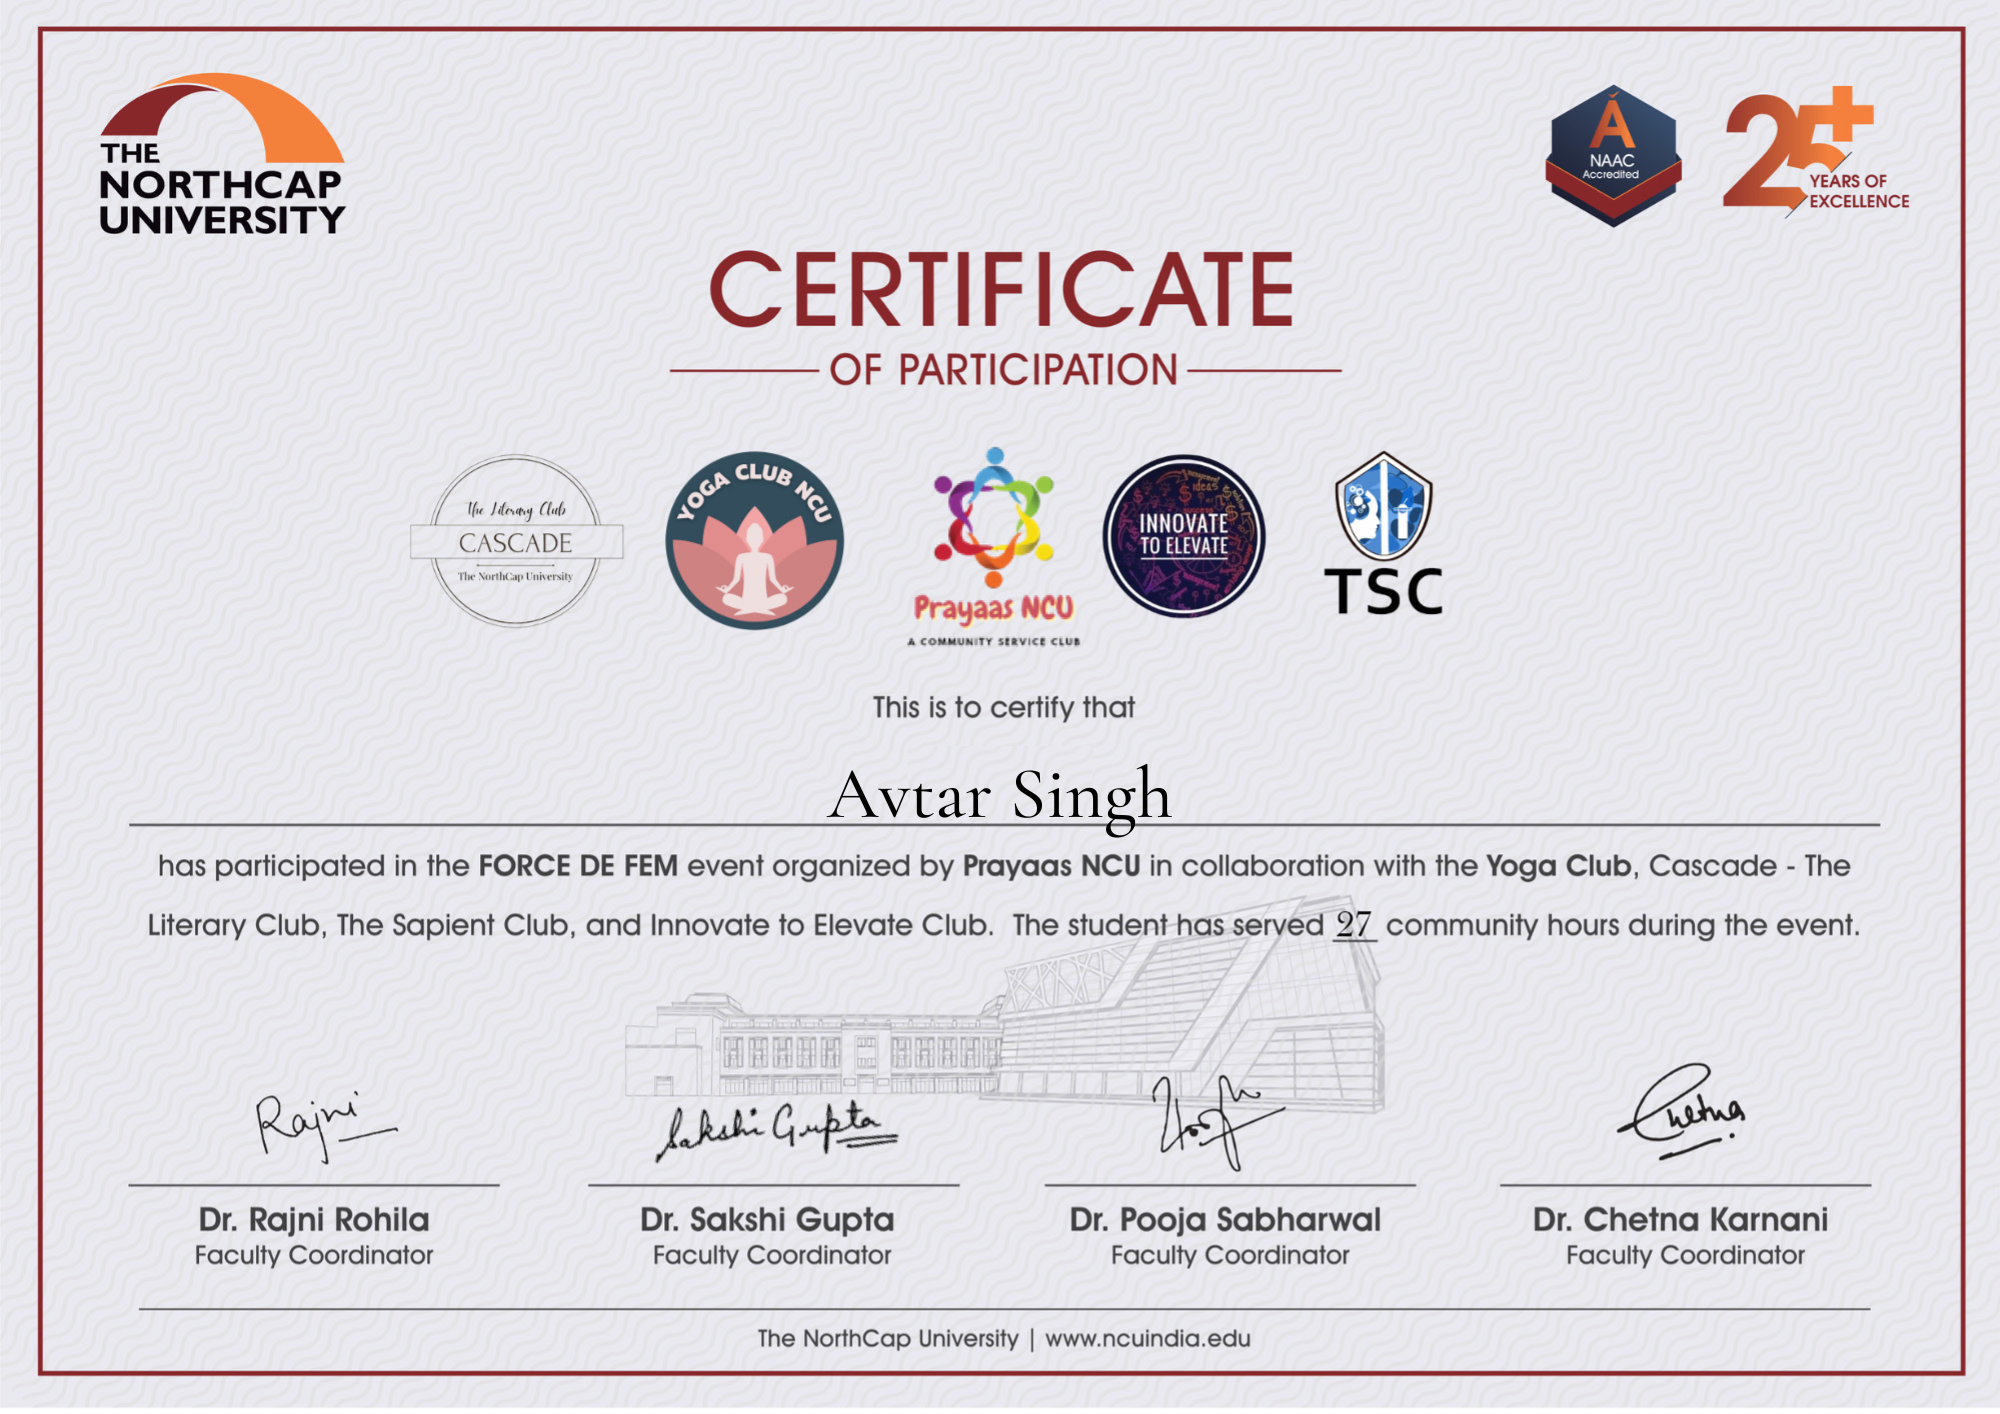 THE
NORTHCAP
UNIVERSITY
A
NAAC
Accredited
25+
YEARS OF
EXCELLENCE
CERTIFICATE
OF PARTICIPATION
The Literary Club
CASCADE
The NorthCap University
YOGA CLUB NCU
Prayaas NCU
A COMMUNITY SERVICE CLUB
ideas
INNOVATE
TO ELEVATE
TSC
This is to certify that
Avtar Singh
has participated in the FORCE DE FEM event organized by Prayaas NCU in collaboration with the Yoga Club, Cascade - The
Literary Club, The Sapient Club, and Innovate to Elevate Club. The student has served 27 community hours during the event.
Rajni
Sakshi Gupta
Chetna
Dr. Rajni Rohila
Faculty Coordinator
Dr. Sakshi Gupta
Faculty Coordinator
Dr. Pooja Sabharwal
Faculty Coordinator
Dr. Chetna Karnani
Faculty Coordinator
The NorthCap University | www.ncuindia.edu